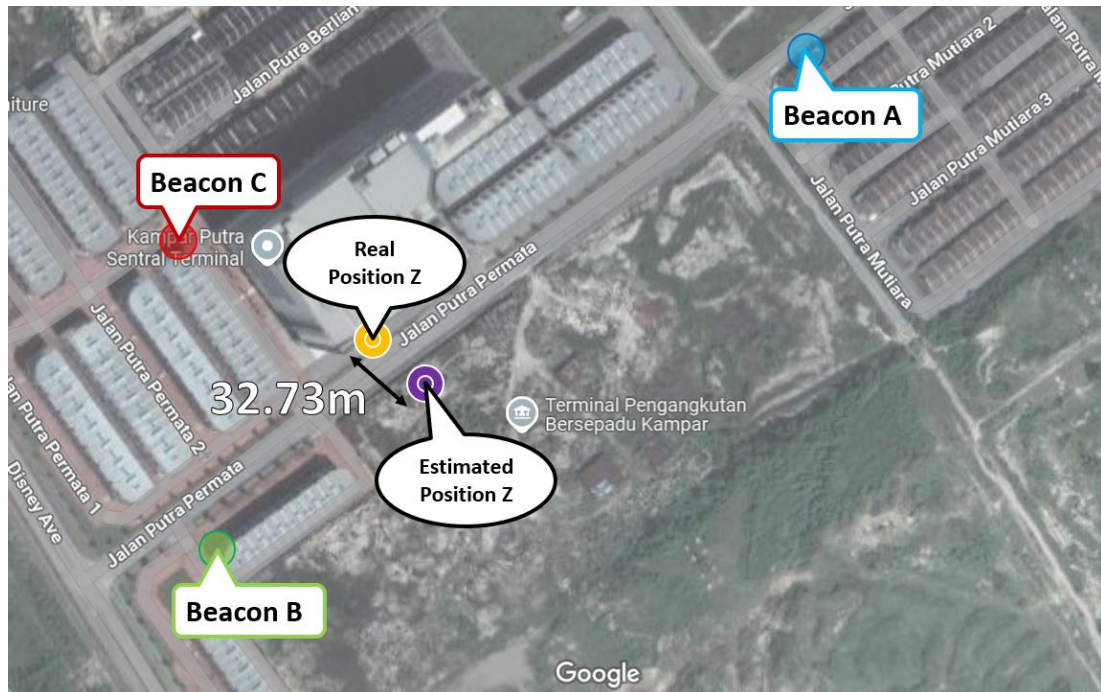 Jalan Putra Berlian
Putra Mutiara 2
Jalan Putra
niture
Beacon A
Jalan Putra Mutiara 3
Beacon C
Kampar Putra
Sentral Terminal
Real
Position Z
Jalan Putra Mutiara
Jalan Putra Permata
Jalan Putra Permata 2
32.73m
Terminal Pengangkutan
Bersepadu Kampar
Putra Permata 1
Estimated
Position Z
Disney Ave
Jalan Putra Permata
Beacon B
Google